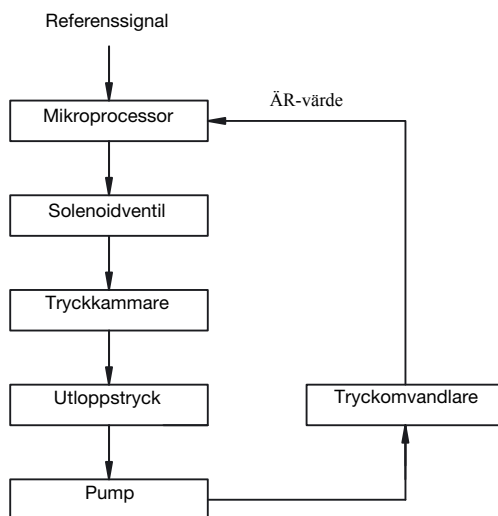 Referenssignal
ÄR-värde
Mikroprocessor
Solenoidventil
Tryckkammare
Utloppstryck
Tryckomvandlare
Pump